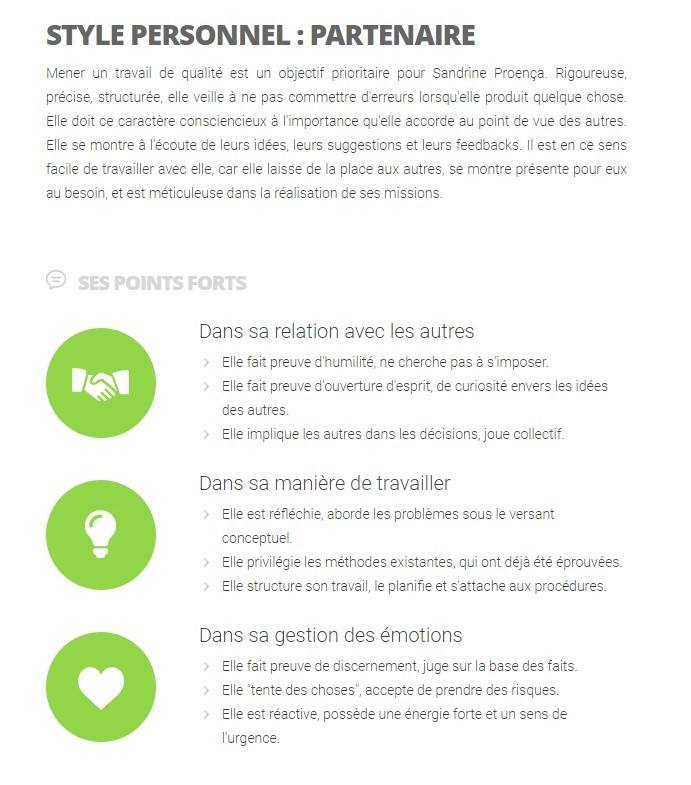 STYLE PERSONNEL : PARTENAIRE
Mener un travail de qualité est un objectif prioritaire pour Sandrine Proença. Rigoureuse,
précise, structurée, elle veille à ne pas commettre d'erreurs lorsqu'elle produit quelque chose.
Elle doit ce caractère consciencieux à l'importance qu'elle accorde au point de vue des autres.
Elle se montre à l'écoute de leurs idées, leurs suggestions et leurs feedbacks. Il est en ce sens
facile de travailler avec elle, car elle laisse de la place aux autres, se montre présente pour eux
au besoin, et est méticuleuse dans la réalisation de ses missions.
SES POINTS FORTS
Dans sa relation avec les autres
Elle fait preuve d'humilité, ne cherche pas à s'imposer.
Elle fait preuve d'ouverture d'esprit, de curiosité envers les idées
des autres.
Elle implique les autres dans les décisions, joue collectif.
Dans sa manière de travailler
Elle est réfléchie, aborde les problèmes sous le versant
conceptuel.
Elle privilégie les méthodes existantes, qui ont déjà été éprouvées.
Elle structure son travail, le planifie et s'attache aux procédures.
Dans sa gestion des émotions
Elle fait preuve de discernement, juge sur la base des faits.
Elle "tente des choses", accepte de prendre des risques.
Elle est réactive, possède une énergie forte et un sens de
l'urgence.